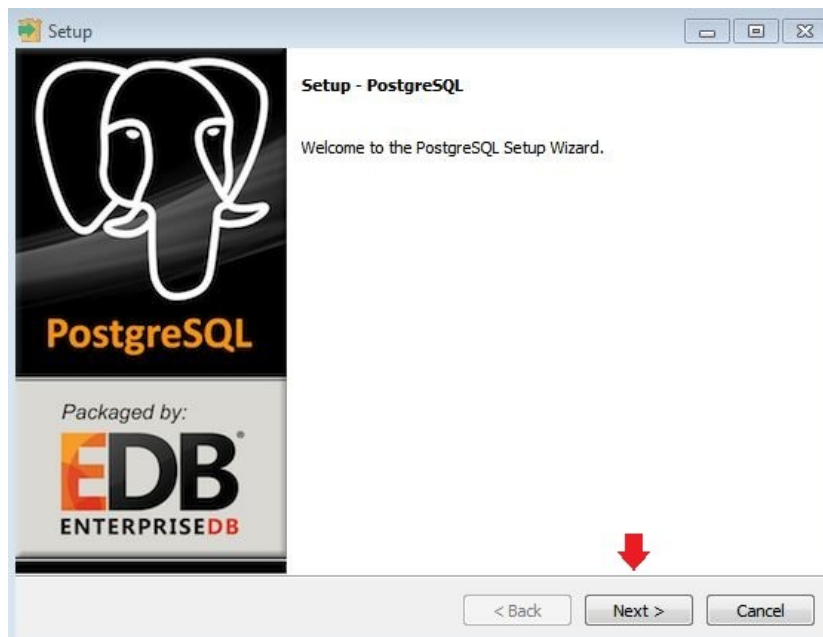 Setup
Setup - PostgreSQL
Welcome to the PostgreSQL Setup Wizard.
PostgreSQL
Packaged by:
EDB
ENTERPRISEDB
< Back
Next >
Cancel